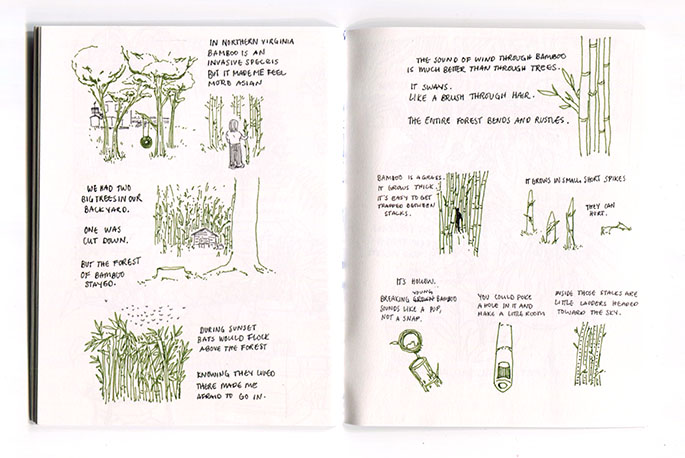 IN NORTHERN VIRGINIA
BAMBOO IS AN
INVASIVE SPECIES
BUT IT MADE ME FEEL
MORE ASIAN
WE HAD TWO
BIG TREES IN OUR
BACKYARD.
ONE WAS
CUT DOWN.
BUT THE FOREST
OF BAMBOO
STAYED.
DURING SUNSET
BATS WOULD FLOCK
ABOVE THE FOREST
KNOWING THEY LIVED
THERE MADE ME
AFRAID TO GO IN.
THE SOUND OF WIND THROUGH BAMBOO
IS MUCH BETTER THAN THROUGH TREES.
IT SWAYS.
LIKE A BRUSH THROUGH HAIR.
THE ENTIRE FOREST BENDS AND RUSTLES.
BAMBOO IS A GRASS.
IT GROWS THICK.
IT'S EASY TO GET
TRAPPED BETWEEN
STALKS.
IT GROWS IN SMALL SHORT SPIKES
THEY CAN
HURT.
IT'S HOLLOW.
YOUNG
BREAKING GROWN BAMBOO
SOUNDS LIKE A POP,
NOT A SNAP.
YOU COULD POKE
A HOLE IN IT AND
MAKE A LITTLE ROOM
INSIDE THOSE STALKS ARE
LITTLE LADDERS HEADED
TOWARD THE SKY.